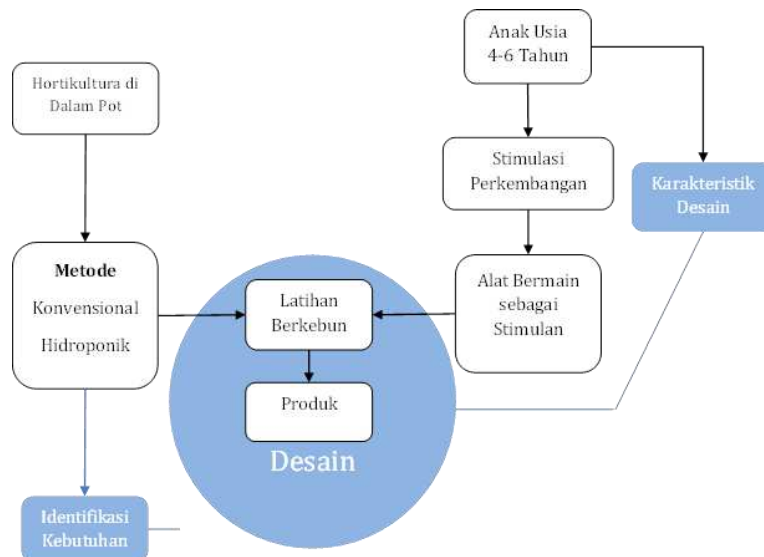 Anak Usia
4-6 Tahun
Hortikultura di
Dalam Pot
Stimulasi
Perkembangan
Karakteristik
Desain
Metode
Konvensional
Hidroponik
Latihan
Berkebun
Alat Bermain
sebagai
Stimulan
Produk
Desain
Identifikasi
Kebutuhan